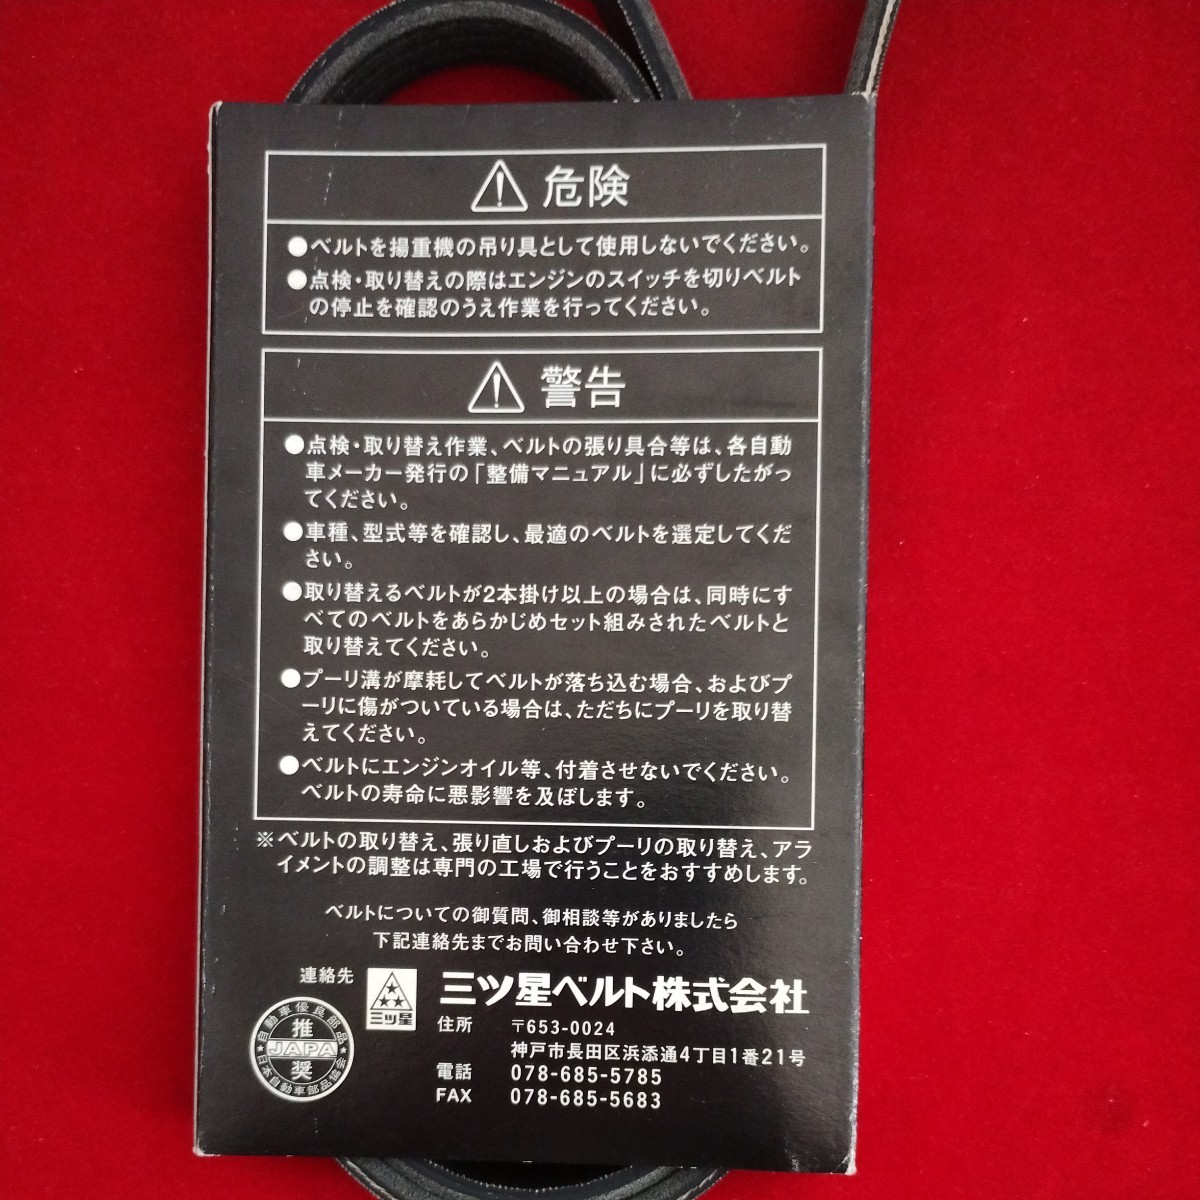 危険
●ベルトを揚重機の吊り具として使用しないでください。
●点検・取り替えの際はエンジンのスイッチを切りベルト
の停止を確認のうえ作業を行ってください。
警告
●点検・取り替え作業、ベルトの張り具合等は、各自動
車メーカー発行の「整備マニュアル」に必ずしたがっ
てください。
●車種、型式等を確認し、最適のベルトを選定してくだ
さい。
●取り替えるベルトが2本掛け以上の場合は、同時にす
べてのベルトをあらかじめセット組みされたベルトと
取り替えてください。
●プーリ溝が摩耗してベルトが落ち込む場合、およびプ
ーリに傷がついている場合は、ただちにプーリを取り替
えてください。
●ベルトにエンジンオイル等、付着させないでください。
ベルトの寿命に悪影響を及ぼします。
※ベルトの取り替え、張り直しおよびプーリの取り替え、アラ
イメントの調整は専門の工場で行うことをおすすめします。
ベルトについての御質問、御相談等がありましたら
下記連絡先までお問い合わせ下さい。
連絡先
三ツ星
三ツ星ベルト株式会社
住所 〒653-0024
神戸市長田区浜添通4丁目1番21号
電話 078-685-5785
FAX 078-685-5683
自動車優良部品
推
JAPA
奨
日本自動車部品協会